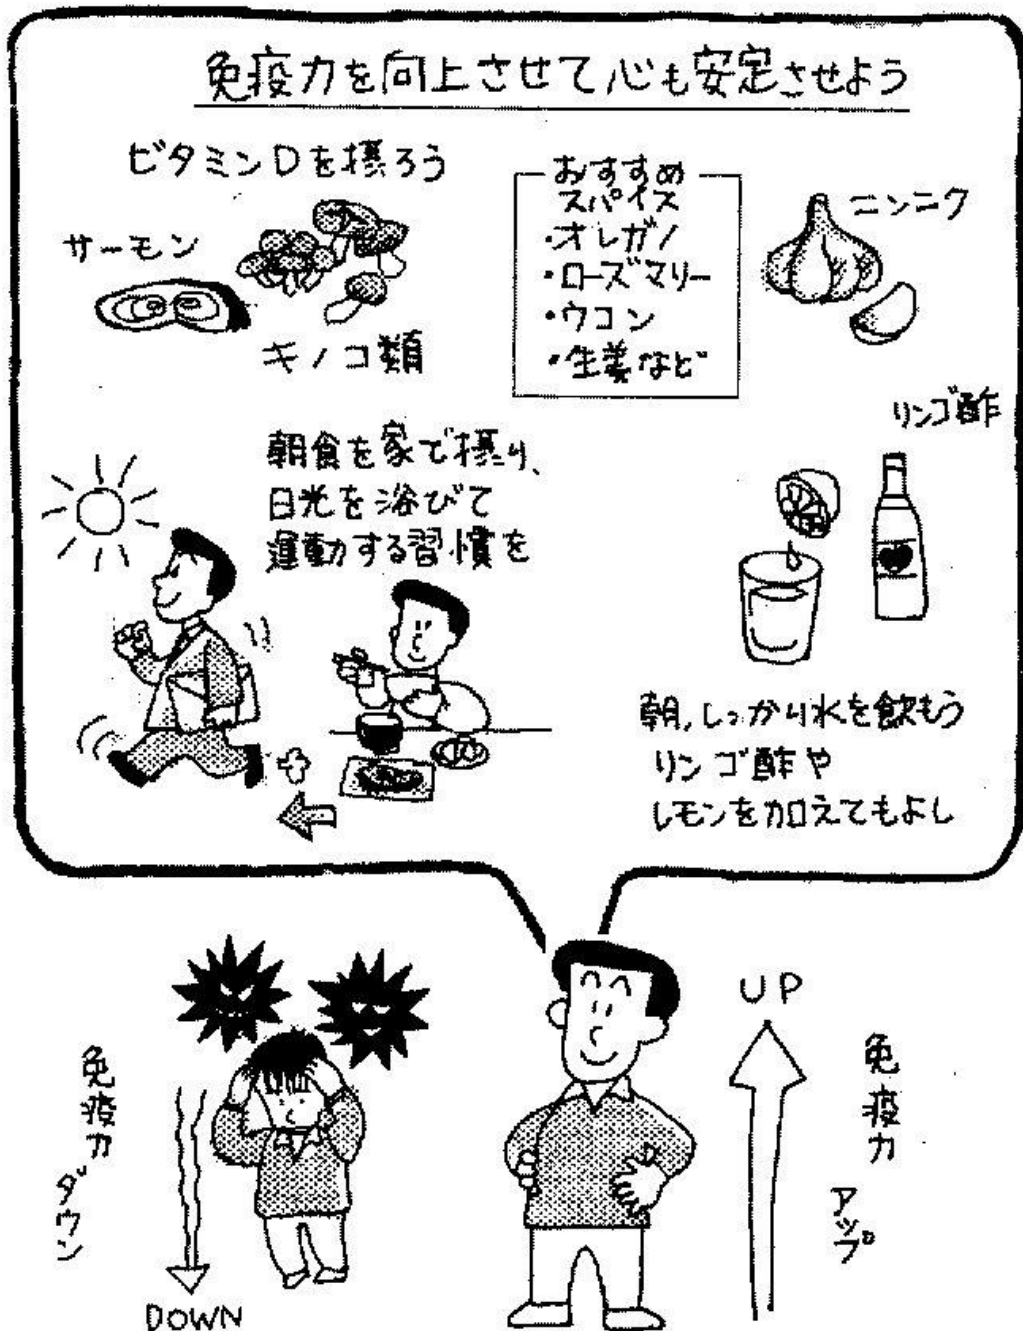 免疫力を向上させて心も安定させよう
ビタミンDを摂ろう
サーモン
キノコ類
おすすめ
スパイス
・オレガノ
・ローズマリー
・ウコン
・生姜など
ニンニク
リンゴ酢
朝食を家で摂り、
日光を浴びて
運動する習慣を
朝,しっかり水を飲もう
リンゴ酢や
レモンを加えてもよし
免疫力
ダウン
DOWN
UP
免疫力
アップ